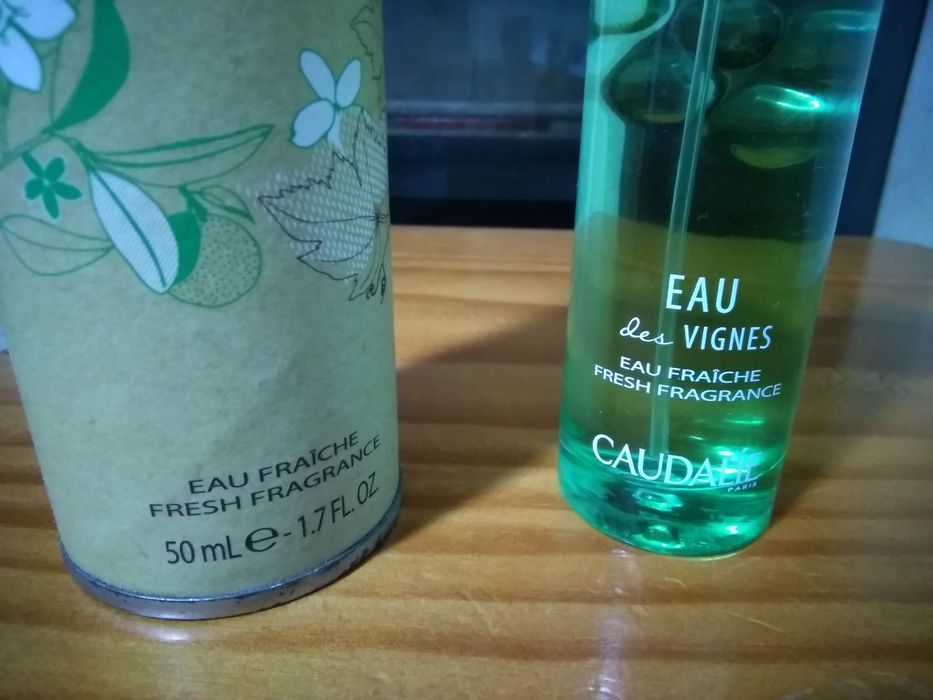 EAU FRAÎCHE
FRESH FRAGRANCE
50 mL e - 1.7 FL. OZ
EAU
des VIGNES
EAU FRAÎCHE
FRESH FRAGRANCE
CAUDALIE
PARIS